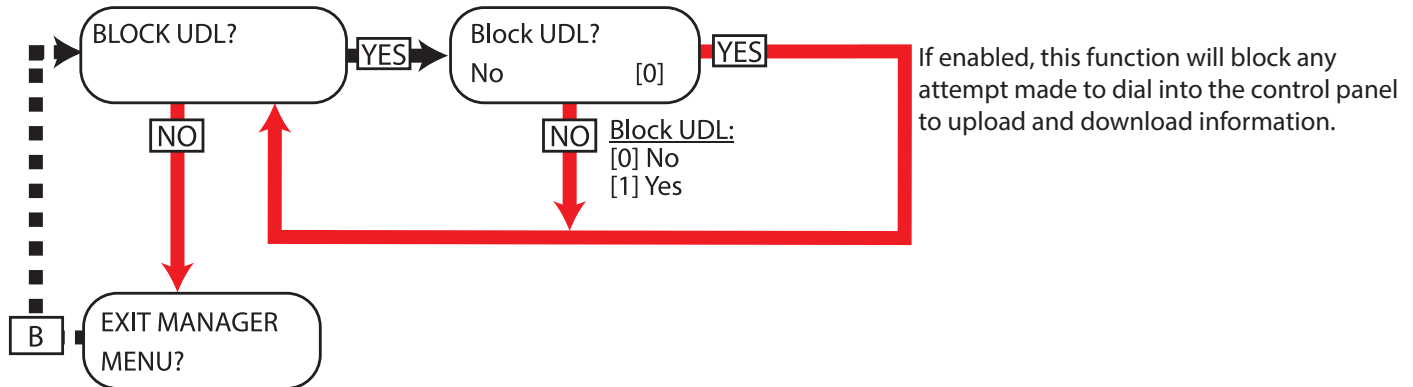 BLOCK UDL?
YES
Block UDL?
No [0]
YES
If enabled, this function will block any
attempt made to dial into the control panel
to upload and download information.
NO
NO
Block UDL:
[0] No
[1] Yes
B
EXIT MANAGER
MENU?